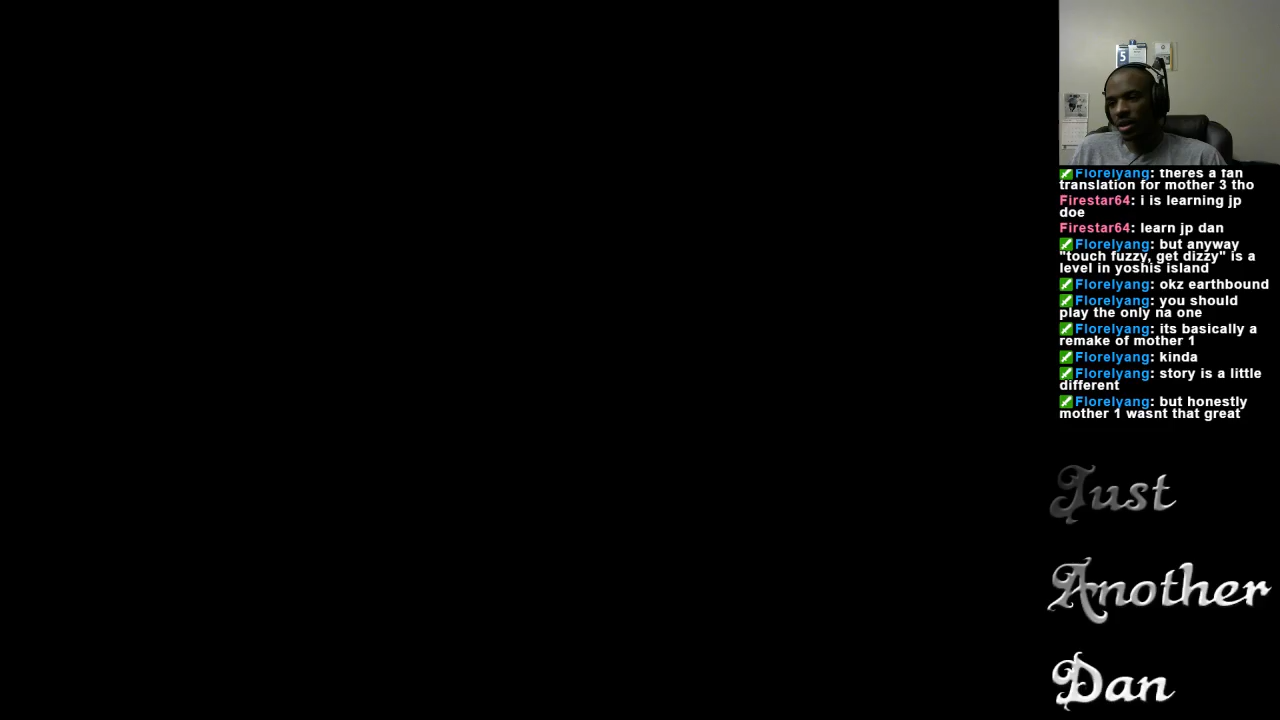 5
Florelyang: theres a fan
translation for mother 3 tho
Firestar64: i is learning jp
doe
Firestar64: learn jp dan
Florelyang: but anyway
"touch fuzzy, get dizzy" is a
level in yoshis island
Florelyang: okz earthbound
Florelyang: you should
play the only na one
Florelyang: its basically a
remake of mother 1
Florelyang: kinda
Florelyang: story is a little
different
Florelyang: but honestly
mother 1 wasnt that great
Just
Another
Dan